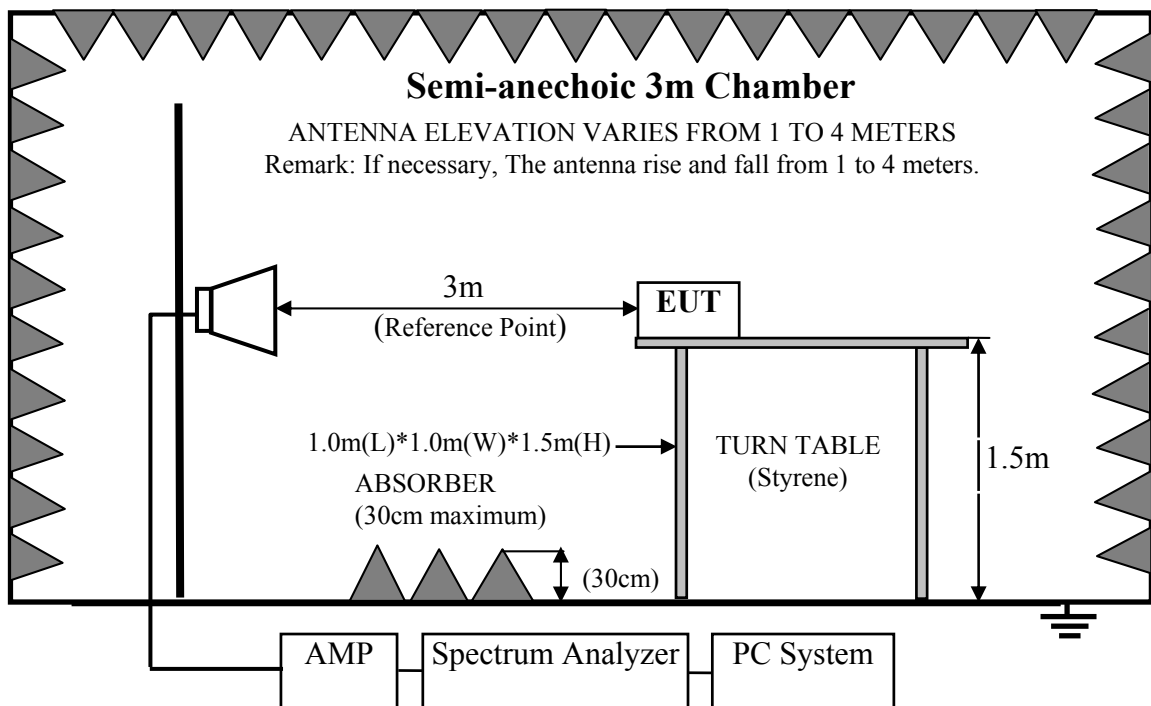 Semi-anechoic 3m Chamber
ANTENNA ELEVATION VARIES FROM 1 TO 4 METERS
Remark: If necessary, The antenna rise and fall from 1 to 4 meters.
3m
(Reference Point)
EUT
1.0m(L)*1.0m(W)*1.5m(H)
TURN TABLE
(Styrene)
1.5m
ABSORBER
(30cm maximum)
(30cm)
AMP
Spectrum Analyzer
PC System